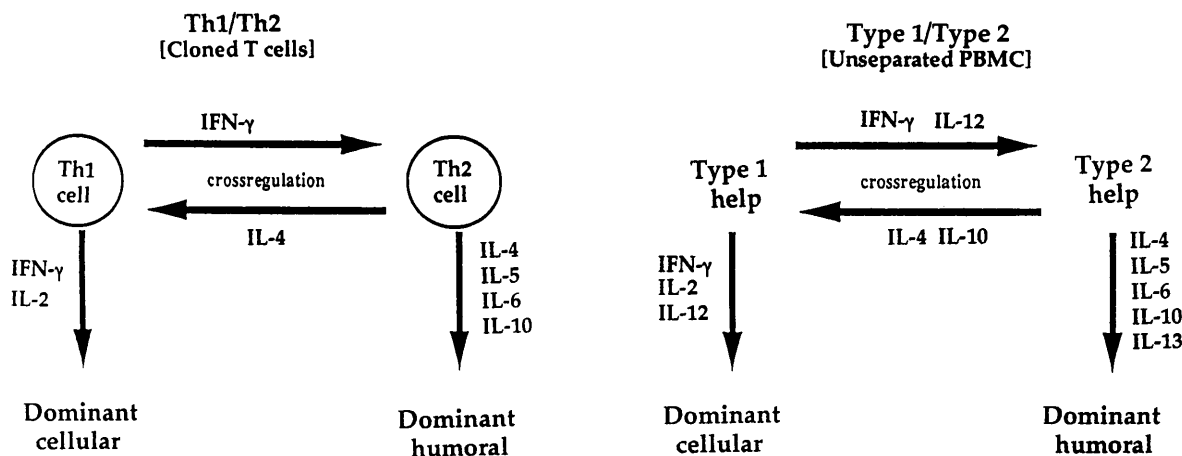 Th1/Th2
[Cloned T cells]
IFN-γ
Th1
cell
crossregulation
Th2
cell
IL-4
IFN-γ
IL-2
IL-4
IL-5
IL-6
IL-10
Dominant
cellular
Dominant
humoral
Type 1/Type 2
[Unseparated PBMC]
IFN-γ IL-12
Type 1
help
crossregulation
Type 2
help
IL-4 IL-10
IFN-γ
IL-2
IL-12
IL-4
IL-5
IL-6
IL-10
IL-13
Dominant
cellular
Dominant
humoral